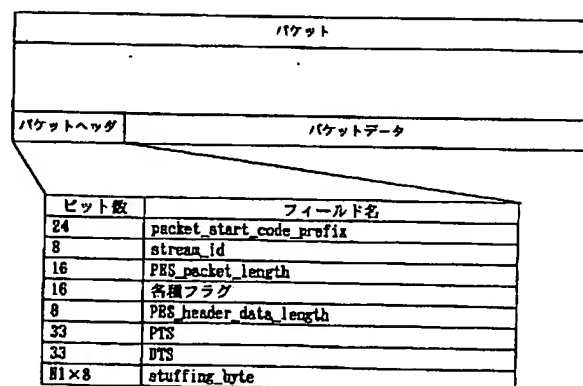 パケット
パケットヘッダ パケットデータ
ビット数 フィールド名
24 packet_start_code_prefix
8 stream_id
16 PES_packet_length
16 各種フラグ
8 PES_header_data_length
33 PTS
33 DTS
N1×8 stuffing_byte